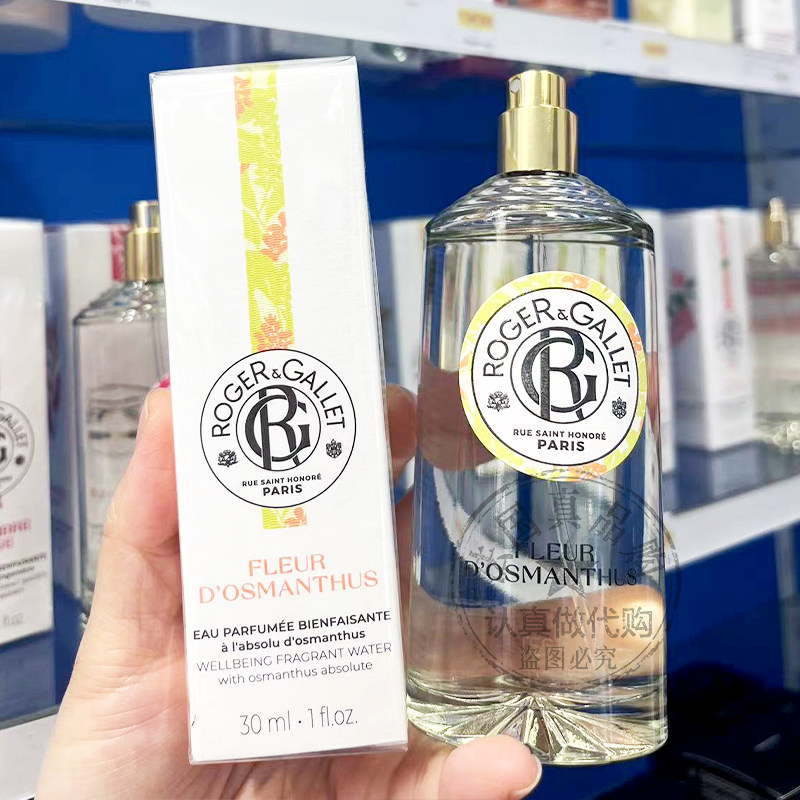 ROGER & GALLET
RG
RUE SAINT HONORÉ
PARIS
FLEUR
D'OSMANTHUS
EAU PARFUMÉE BIENFAISANTE
à l'absolu d'osmanthus
WELLBEING FRAGRANT WATER
with osmanthus absolute
30 ml · 1 fl.oz.
ROGER & GALLET
RG
RUE SAINT HONORÉ
PARIS
FLEUR
D'OSMANTHUS
真品
认真做代购
盗图必究